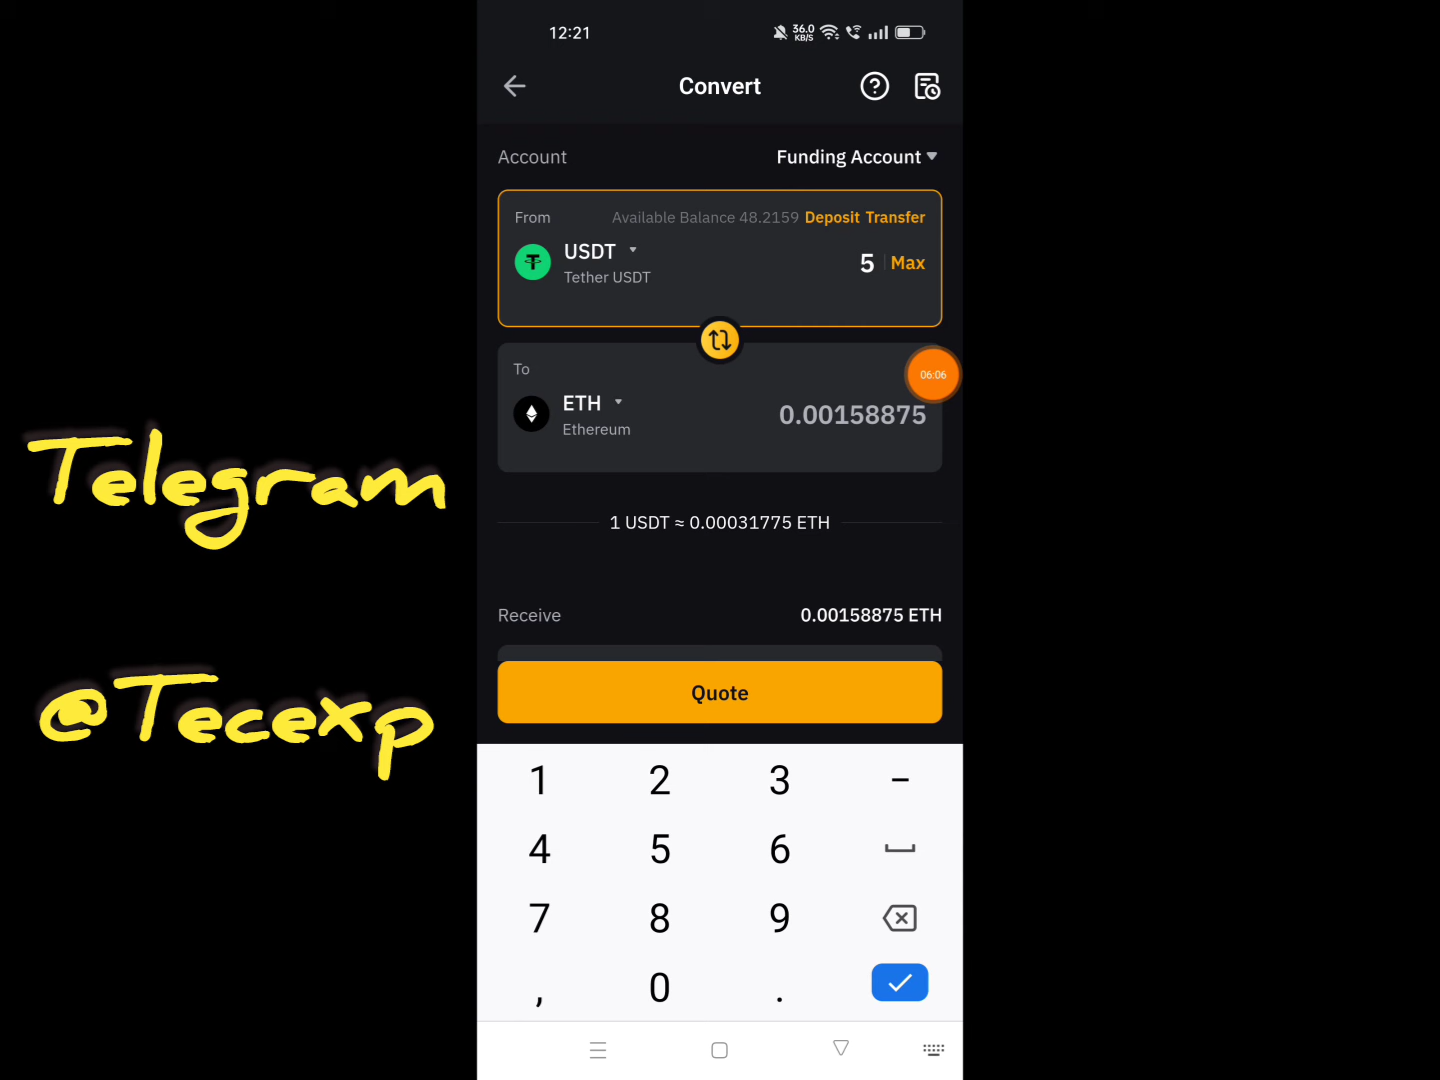 12:21
36.0
KB/S
Convert
Account
Funding Account
From
Available Balance 48.2159 Deposit Transfer
USDT
5
Max
Tether USDT
To
06:06
ETH
0.00158875
Ethereum
Telegram
1 USDT ≈ 0.00031775 ETH
Receive
0.00158875 ETH
Quote
@Tecexp
1 2 3 -
4 5 6
7 8 9
, 0 .